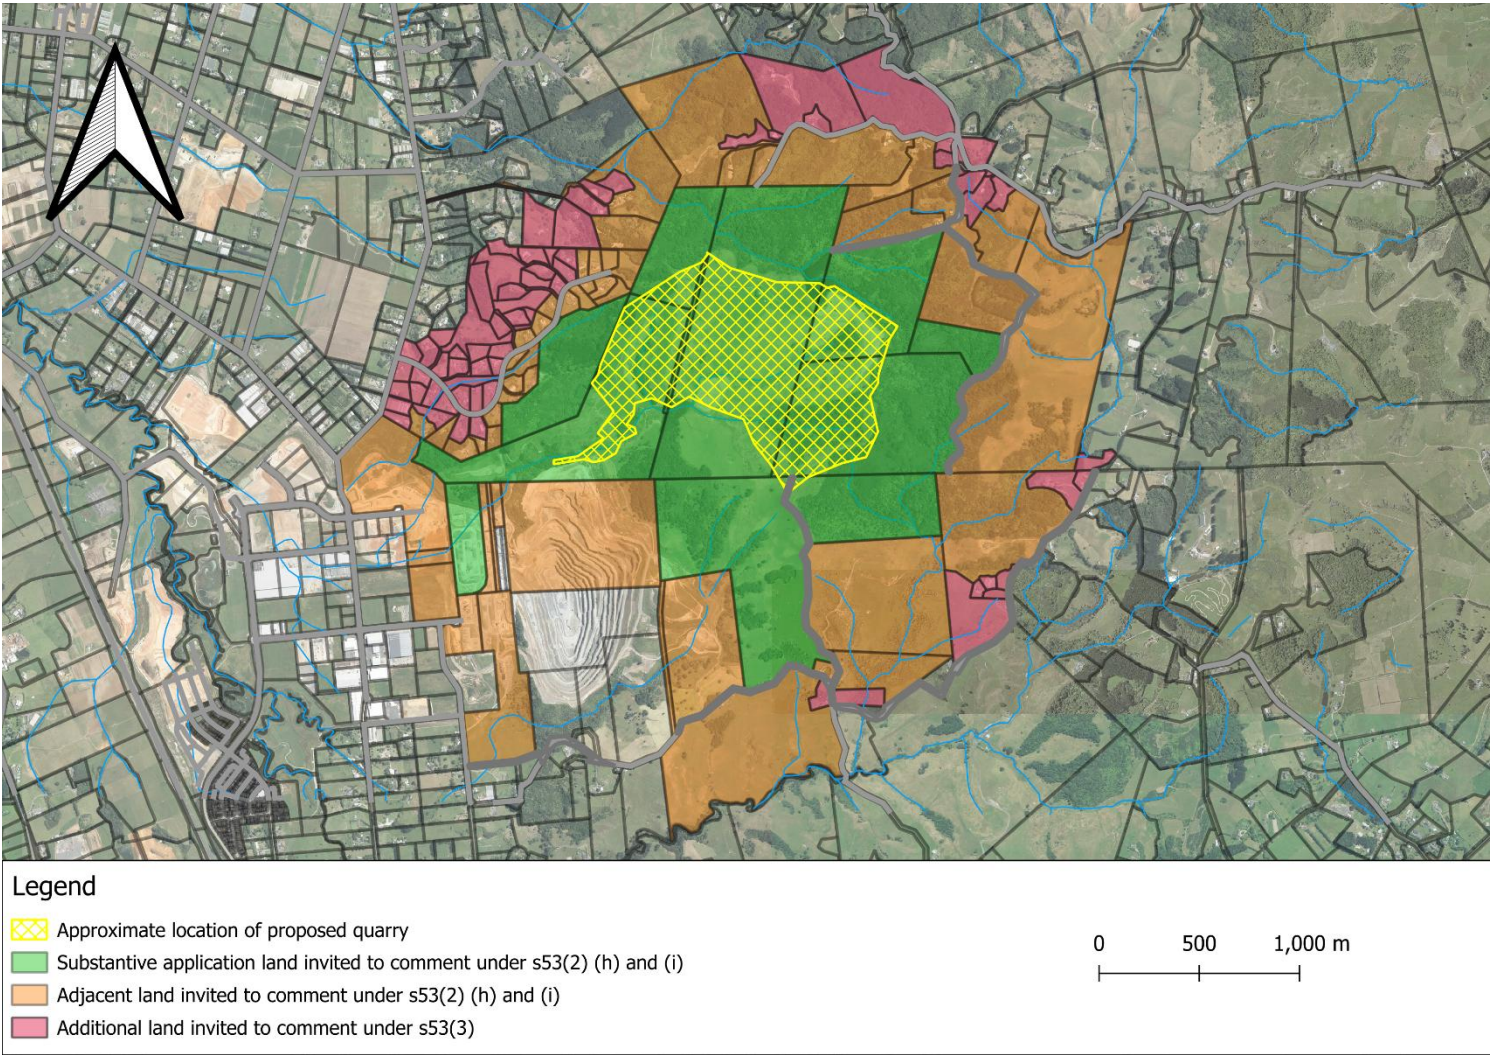 Legend
Approximate location of proposed quarry
Substantive application land invited to comment under s53(2) (h) and (i)
Adjacent land invited to comment under s53(2) (h) and (i)
Additional land invited to comment under s53(3)
0 500 1,000 m